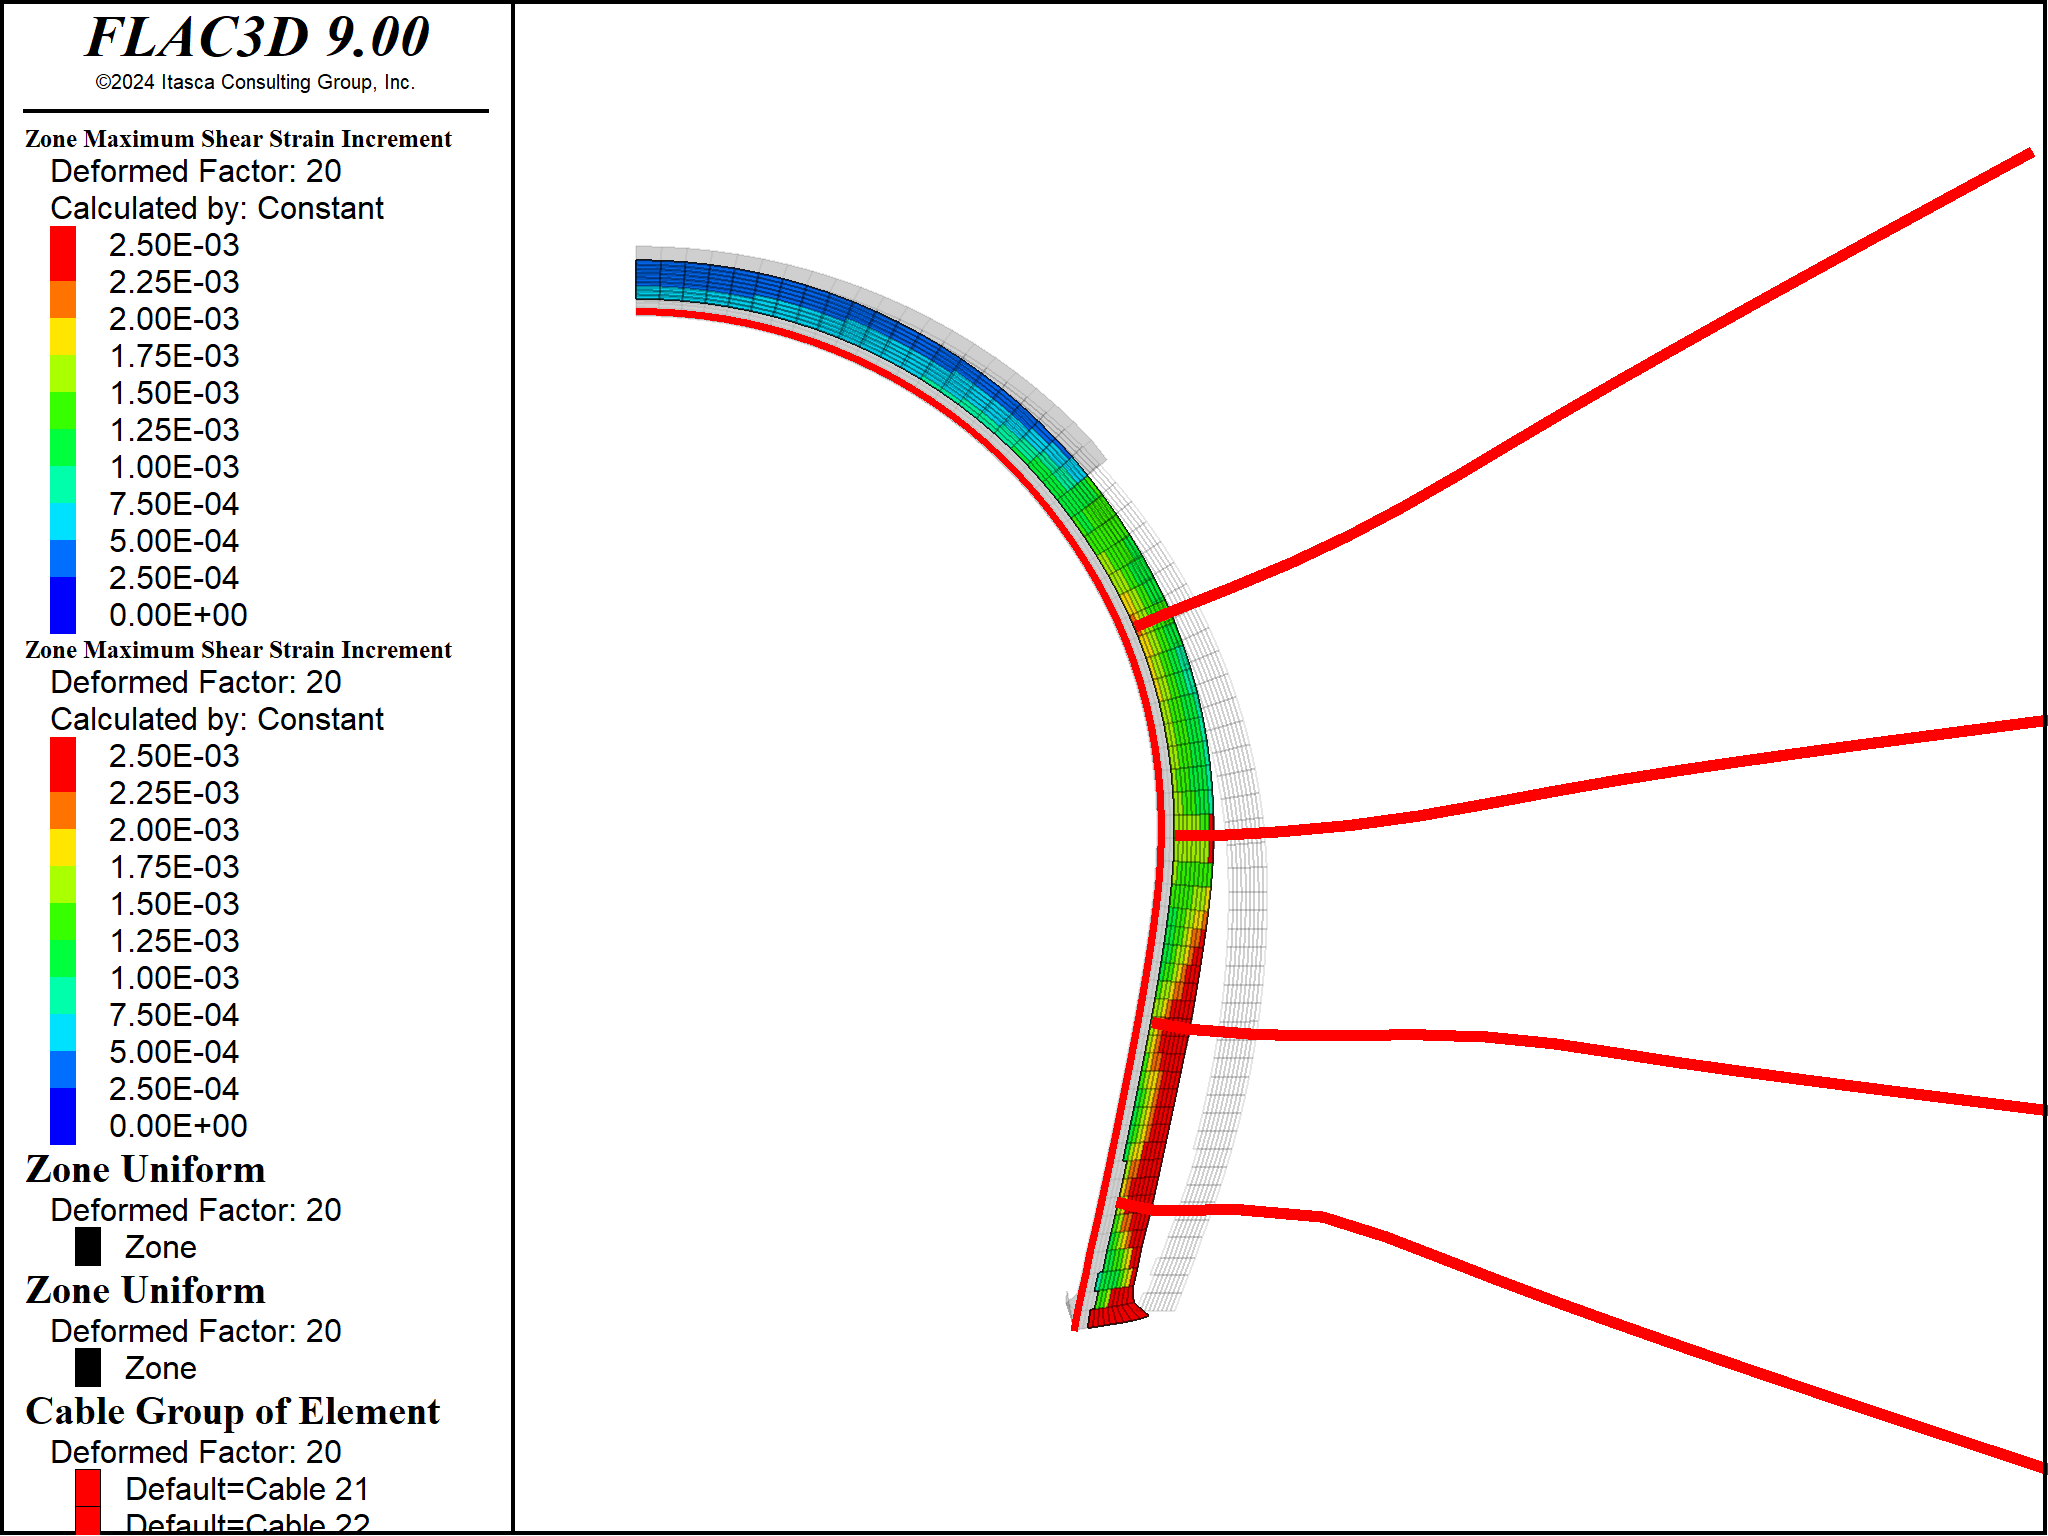 FLAC3D 9.00
©2024 Itasca Consulting Group, Inc.
Zone Maximum Shear Strain Increment
Deformed Factor: 20
Calculated by: Constant
2.50E-03
2.25E-03
2.00E-03
1.75E-03
1.50E-03
1.25E-03
1.00E-03
7.50E-04
5.00E-04
2.50E-04
0.00E+00
Zone Maximum Shear Strain Increment
Deformed Factor: 20
Calculated by: Constant
2.50E-03
2.25E-03
2.00E-03
1.75E-03
1.50E-03
1.25E-03
1.00E-03
7.50E-04
5.00E-04
2.50E-04
0.00E+00
Zone Uniform
Deformed Factor: 20
Zone
Zone Uniform
Deformed Factor: 20
Zone
Cable Group of Element
Deformed Factor: 20
Default=Cable 21
Default=Cable 22